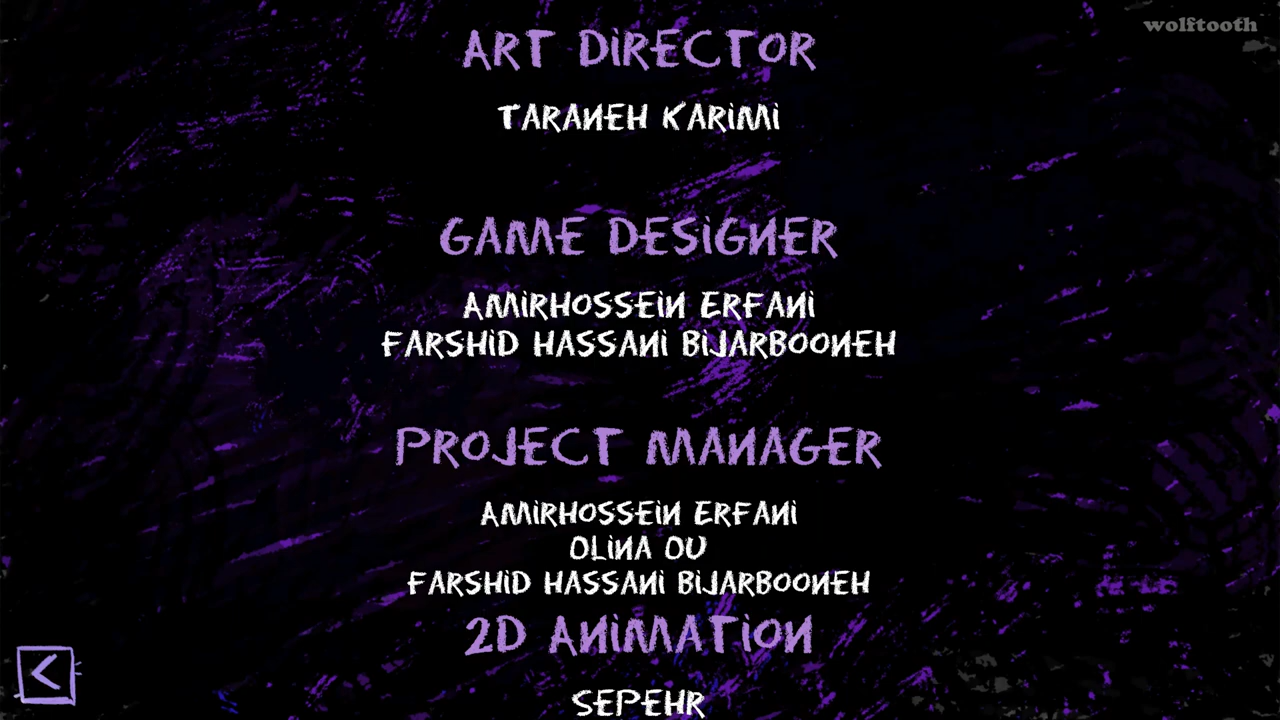 wolftooth
ART DiRECTOR
TARANEH KARiMi
GAME DESiGNER
AMiRHOSSEiN ERFANi
FARSHiD HASSANi BiJARBOONEH
PROJECT MANAGER
AMiRHOSSEiN ERFANi
OLiNA OU
FARSHiD HASSANi BiJARBOONEH
2D ANiMATiON
SEPEHR